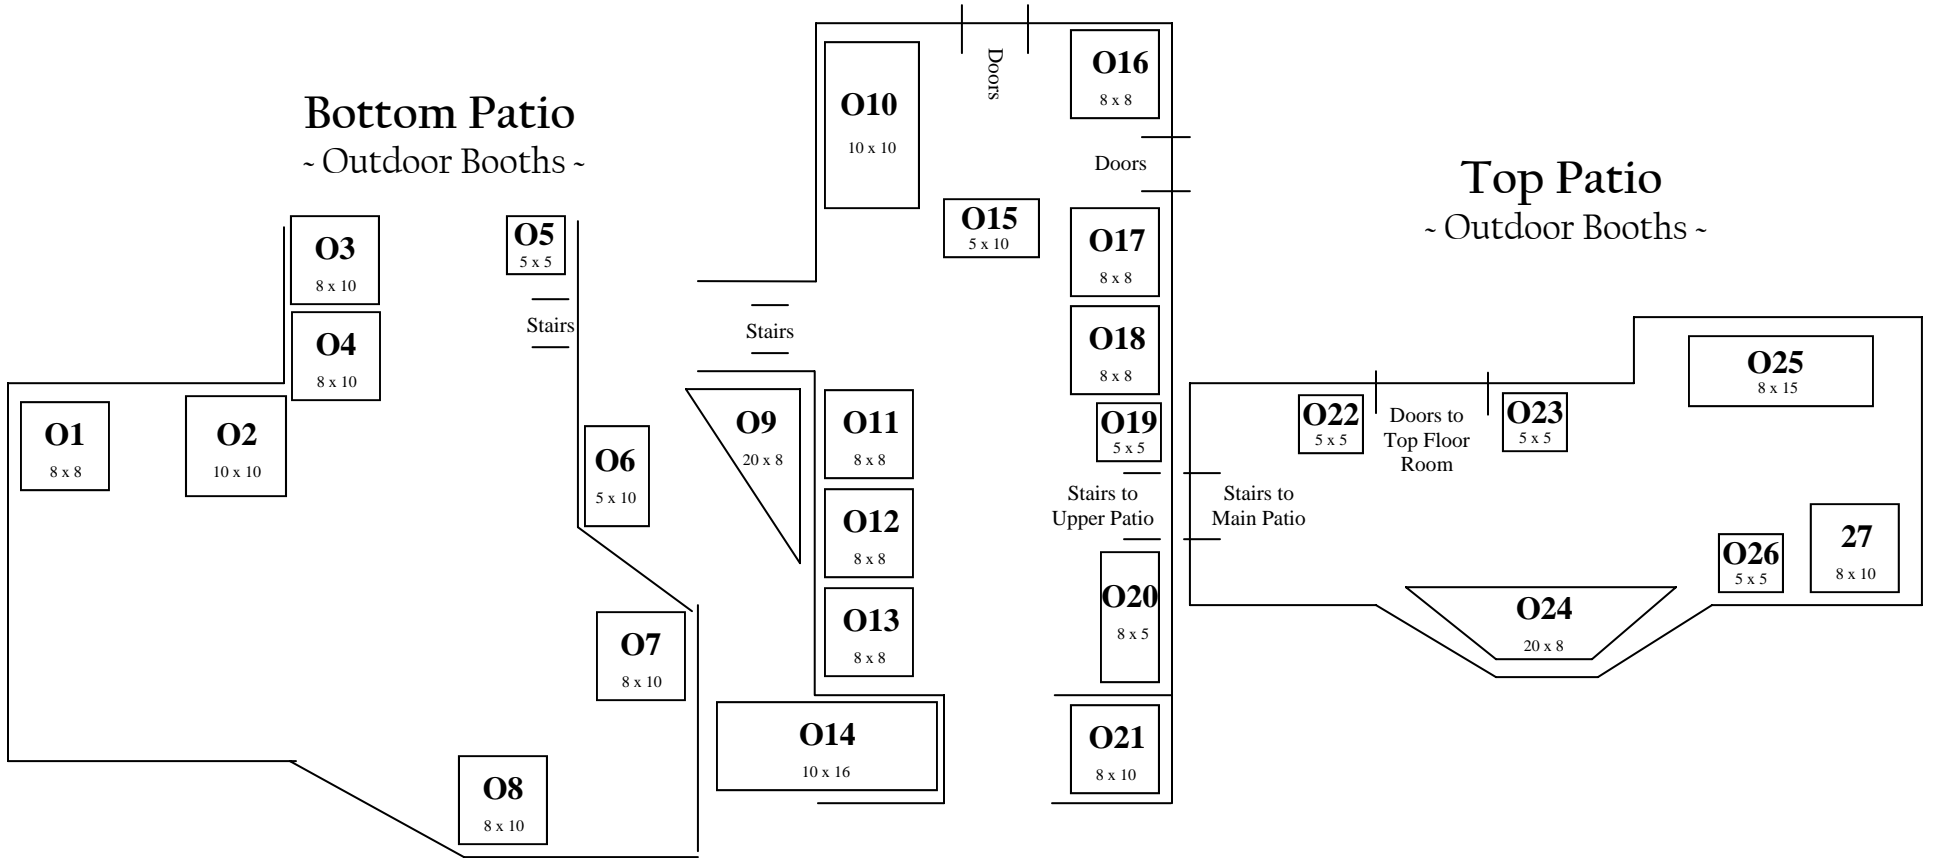 Bottom Patio
~ Outdoor Booths ~
O3
8 x 10
O4
8 x 10
O5
5 x 5
Stairs
O1
8 x 8
O2
10 x 10
O6
5 x 10
O7
8 x 10
O8
8 x 10
Doors
O10
10 x 10
O16
8 x 8
Doors
O15
5 x 10
O17
8 x 8
Stairs
O18
8 x 8
O9
20 x 8
O11
8 x 8
O19
5 x 5
O12
8 x 8
Stairs to
Upper Patio
O13
8 x 8
O20
8 x 5
O14
10 x 16
O21
8 x 10
Top Patio
~ Outdoor Booths ~
O25
8 x 15
O22
5 x 5
Doors to
Top Floor
Room
O23
5 x 5
Stairs to
Main Patio
O26
5 x 5
27
8 x 10
O24
20 x 8